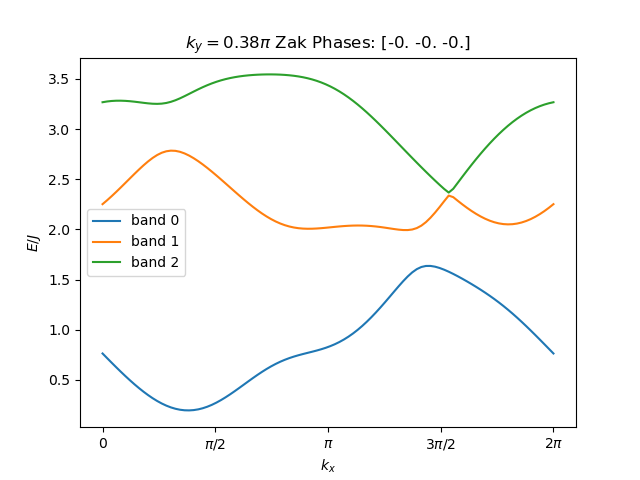 k_y = 0.38π Zak Phases: [-0. -0. -0.]
E/J
3.5
3.0
2.5
2.0
1.5
1.0
0.5
band 0
band 1
band 2
0 π/2 π 3π/2 2π
k_x